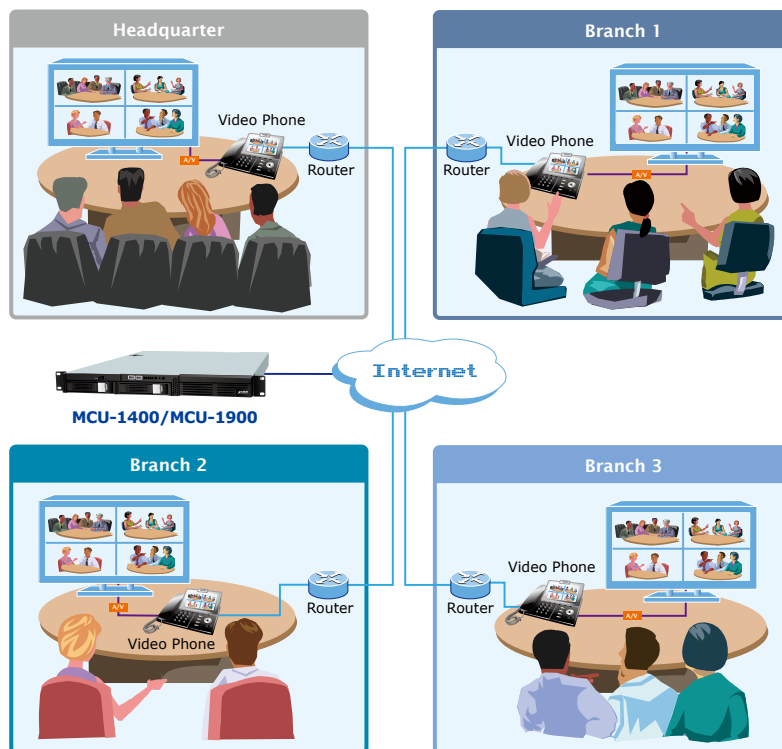 Headquarter
Video Phone
A/V
Router
Branch 1
Video Phone
Router
A/V
Internet
MCU-1400/MCU-1900
Branch 2
A/V
Video Phone
Router
Branch 3
Video Phone
Router
A/V